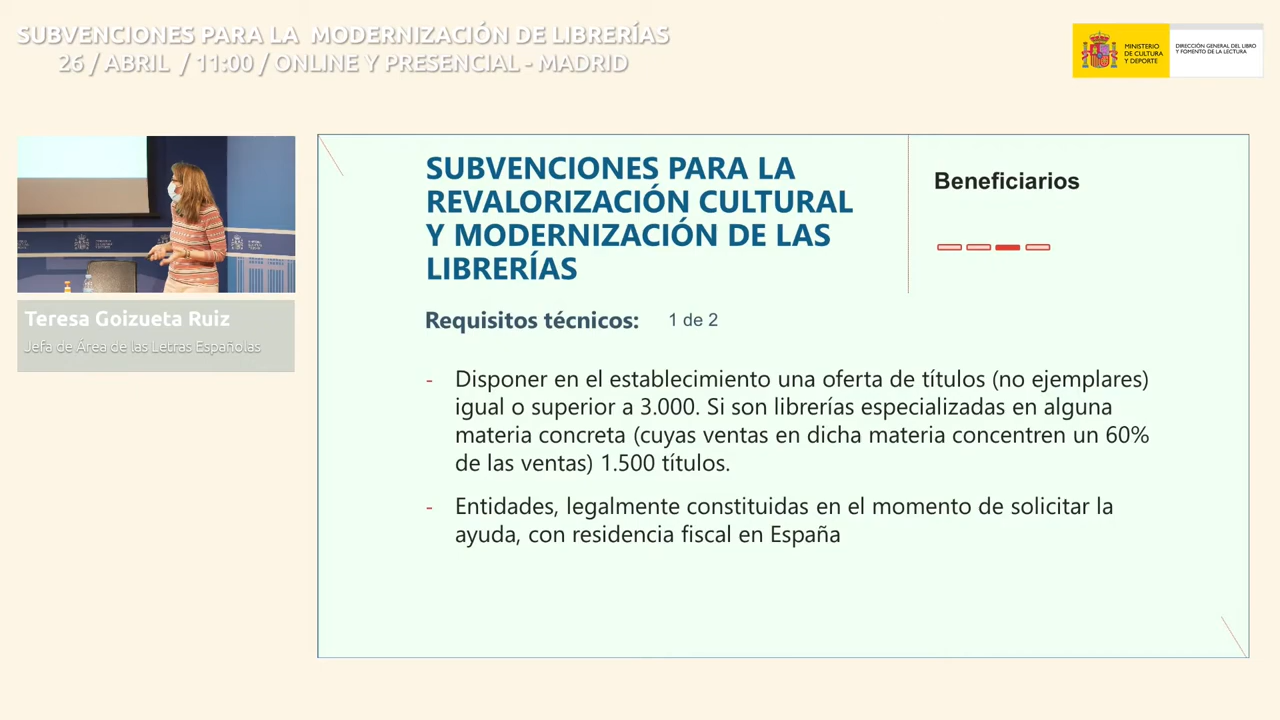 SUBVENCIONES PARA LA MODERNIZACIÓN DE LIBRERÍAS
26 / ABRIL / 11:00 / ONLINE Y PRESENCIAL - MADRID
MINISTERIO
DE CULTURA
Y DEPORTE
DIRECCIÓN GENERAL DEL LIBRO
Y FOMENTO DE LA LECTURA
Teresa Goizueta Ruiz
Jefa de Área de las Letras Españolas
SUBVENCIONES PARA LA
REVALORIZACIÓN CULTURAL
Y MODERNIZACIÓN DE LAS
LIBRERÍAS
Beneficiarios
Requisitos técnicos: 1 de 2
- Disponer en el establecimiento una oferta de títulos (no ejemplares)
igual o superior a 3.000. Si son librerías especializadas en alguna
materia concreta (cuyas ventas en dicha materia concentren un 60%
de las ventas) 1.500 títulos.
- Entidades, legalmente constituidas en el momento de solicitar la
ayuda, con residencia fiscal en España